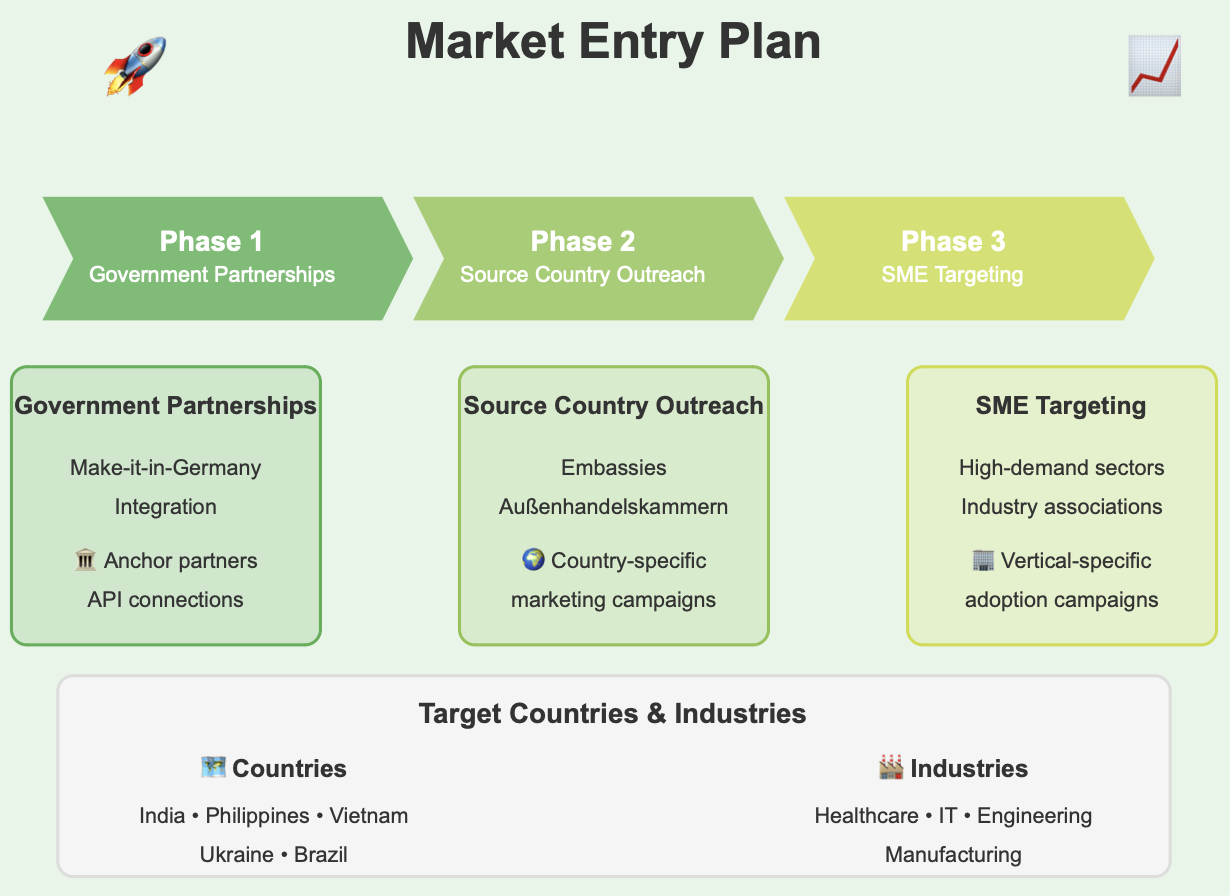 Market Entry Plan
Phase 1
Government Partnerships
Phase 2
Source Country Outreach
Phase 3
SME Targeting
Government Partnerships
Make-it-in-Germany
Integration
🏛️ Anchor partners
API connections
Source Country Outreach
Embassies
Außenhandelskammern
🌍 Country-specific
marketing campaigns
SME Targeting
High-demand sectors
Industry associations
🏢 Vertical-specific
adoption campaigns
Target Countries & Industries
🗺️ Countries
India • Philippines • Vietnam
Ukraine • Brazil
🏭 Industries
Healthcare • IT • Engineering
Manufacturing